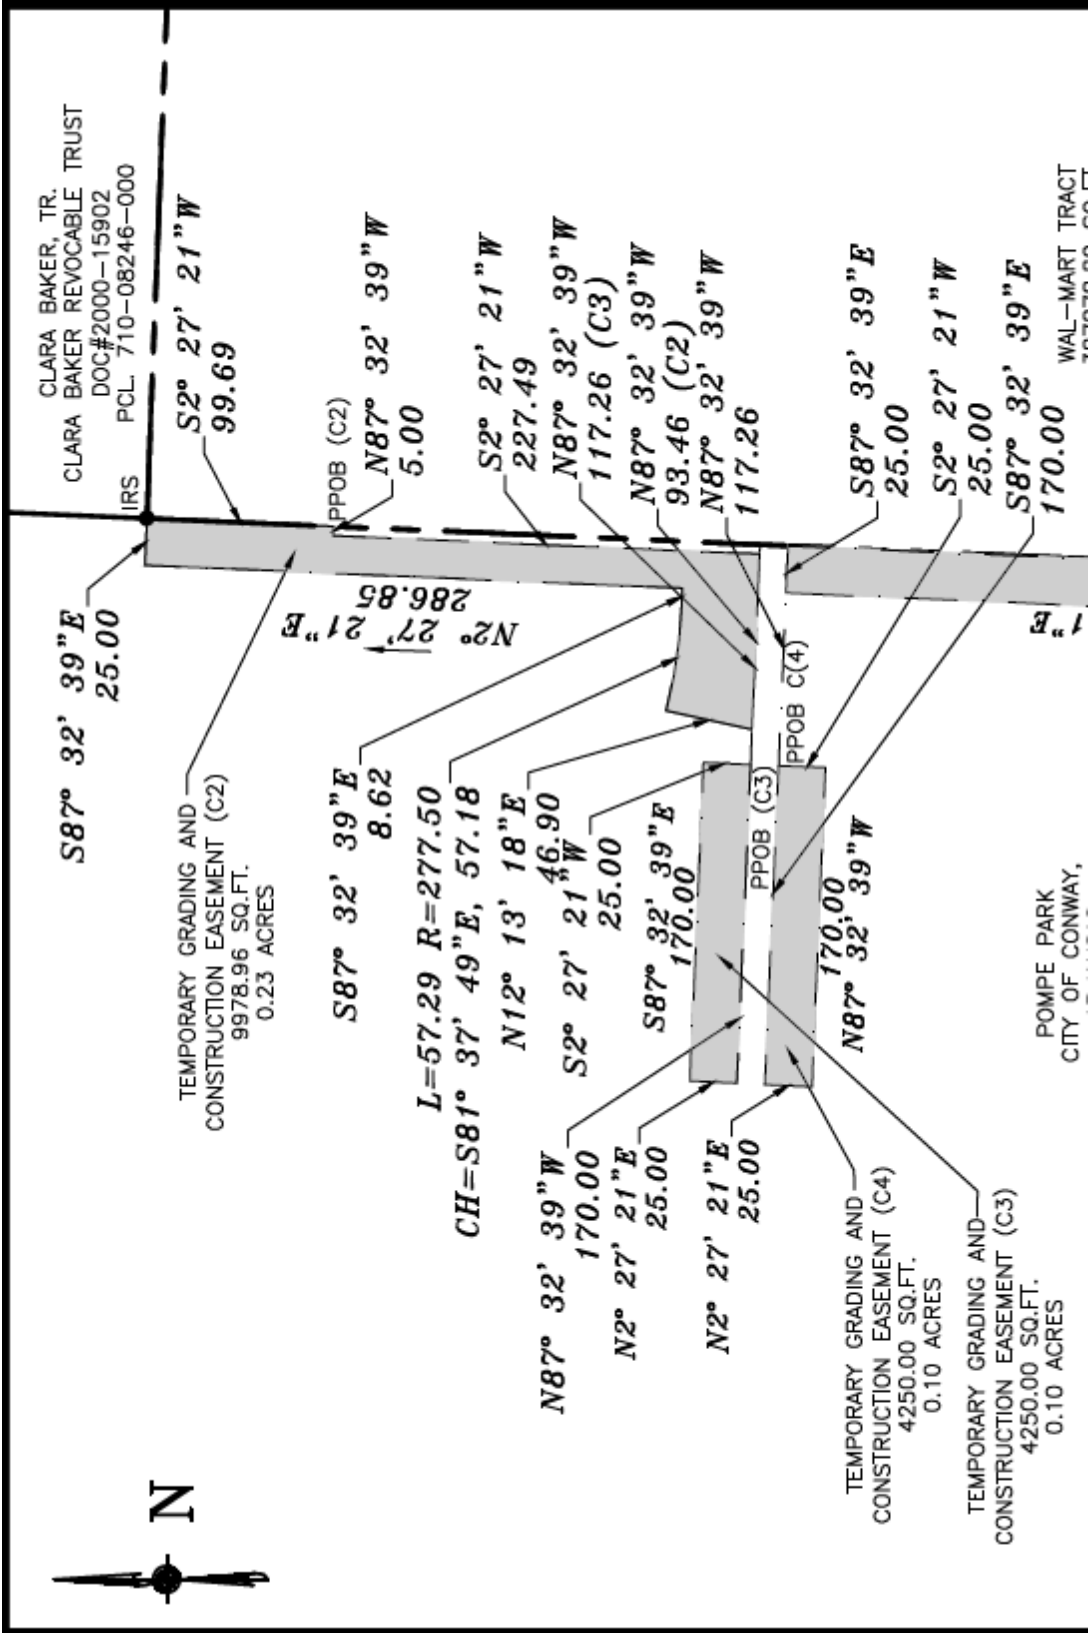 CLARA BAKER, TR.
CLARA BAKER REVOCABLE TRUST
DOC#2000-15902
PCL. 710-08246-000
IRS
S2° 27' 21"W
99.69
PPOB (C2)
N87° 32' 39"W
5.00
S2° 27' 21"W
227.49
N87° 32' 39"W
117.26 (C3)
N87° 32' 39"W
93.46 (C2)
N87° 32' 39"W
117.26
S87° 32' 39"E
25.00
S2° 27' 21"W
25.00
S87° 32' 39"E
170.00
WAL-MART TRACT
S87° 32' 39"E
25.00
N2° 27' 21"E
286.85
1"E
TEMPORARY GRADING AND
CONSTRUCTION EASEMENT (C2)
9978.96 SQ.FT.
0.23 ACRES
S87° 32' 39"E
8.62
L=57.29 R=277.50
CH=S81° 37' 49"E, 57.18
N12° 13' 18"E
46.90
S2° 27' 21"W
25.00
S87° 32' 39"E
170.00
PPOB (C3)
PPOB C(4)
170.00
N87° 32' 39"W
N87° 32' 39"W
170.00
N2° 27' 21"E
25.00
N2° 27' 21"E
25.00
TEMPORARY GRADING AND
CONSTRUCTION EASEMENT (C4)
4250.00 SQ.FT.
0.10 ACRES
TEMPORARY GRADING AND
CONSTRUCTION EASEMENT (C3)
4250.00 SQ.FT.
0.10 ACRES
POMPE PARK
CITY OF CONWAY,
N